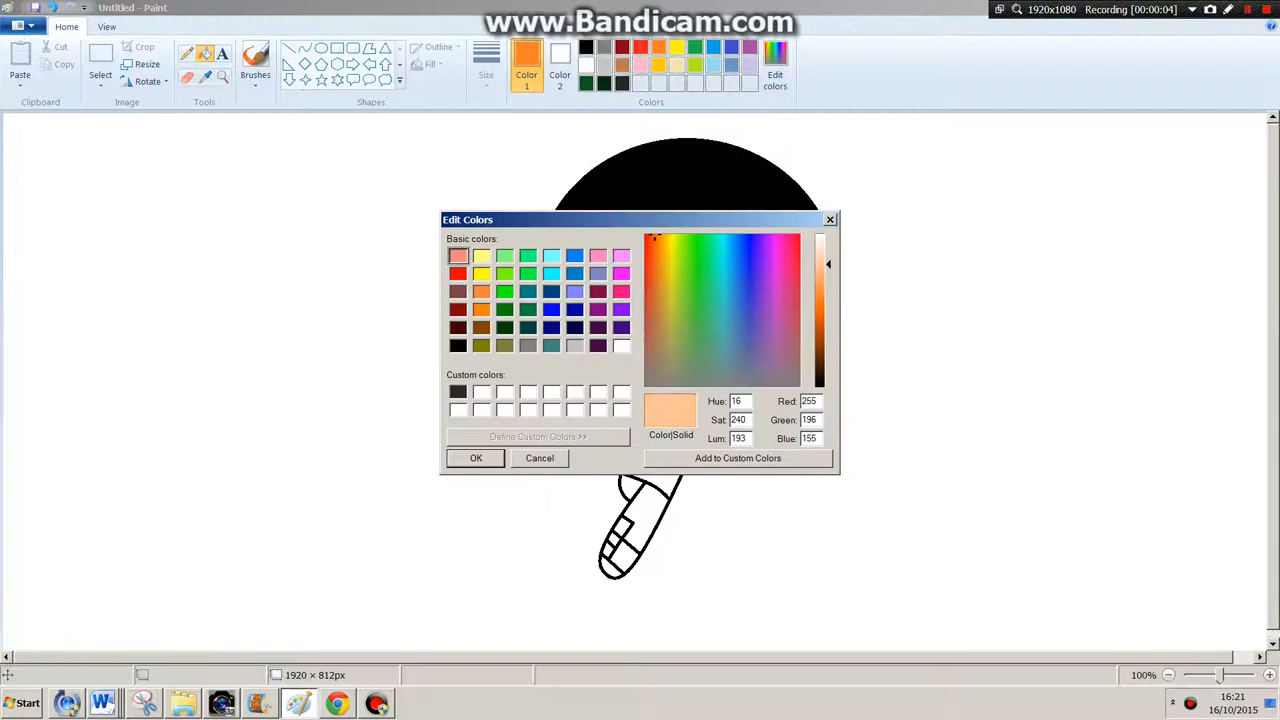 www.Bandicam.com
Untitled - Paint
1920x1080 Recording [00:00:04]
Home View
Paste
Cut
Copy
Clipboard
Select
Crop
Resize
Rotate
Image
A
Tools
Brushes
Outline
Fill
Shapes
Size
Color 1
Color 2
Edit colors
Colors
Edit Colors
Basic colors:
Custom colors:
Define Custom Colors >>
OK Cancel
Color|Solid
Hue: 16 Red: 255
Sat: 240 Green: 196
Lum: 193 Blue: 155
Add to Custom Colors
1920 × 812px
100%
Start
W
32
16:21
16/10/2015